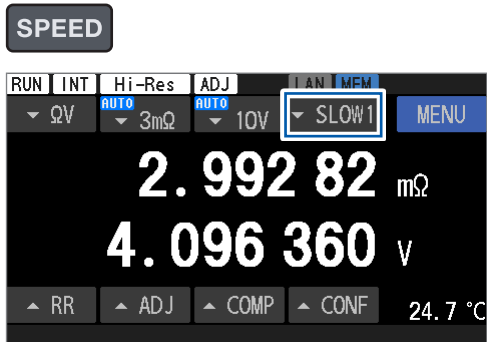 SPEED
RUN INT Hi-Res ADJ LAN MEM
ΩV AUTO 3mΩ AUTO 10V SLOW1 MENU
2.992 82 mΩ
4.096 360 V
RR ADJ COMP CONF 24.7 °C